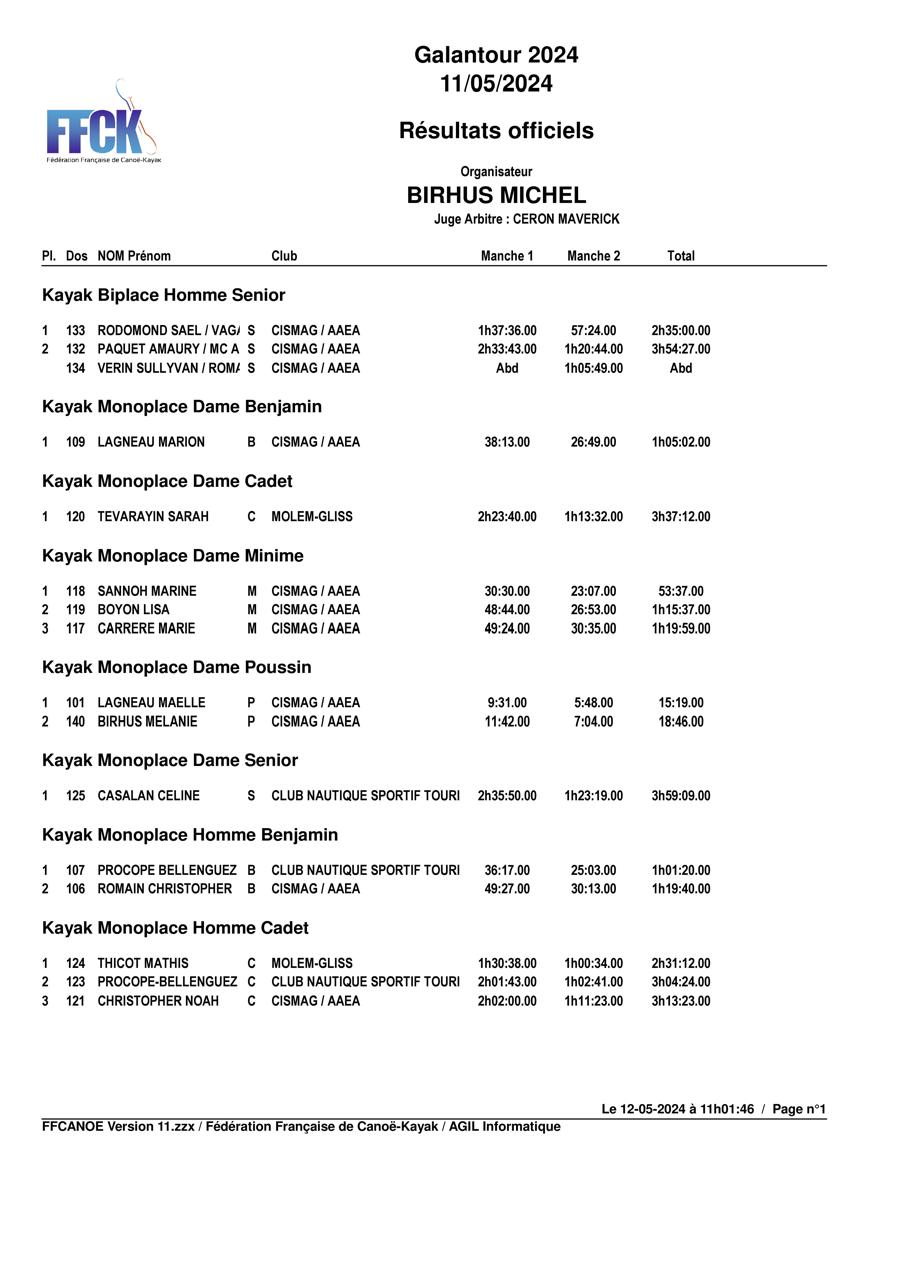 Galantour 2024
11/05/2024
FFCK
Fédération Française de Canoë-Kayak
Résultats officiels
Organisateur
BIRHUS MICHEL
Juge Arbitre : CERON MAVERICK
Pl. Dos NOM Prénom Club Manche 1 Manche 2 Total
Kayak Biplace Homme Senior
1 133 RODOMOND SAEL / VAGA S CISMAG / AAEA 1h37:36.00 57:24.00 2h35:00.00
2 132 PAQUET AMAURY / MC A S CISMAG / AAEA 2h33:43.00 1h20:44.00 3h54:27.00
134 VERIN SULLYVAN / ROMA S CISMAG / AAEA Abd 1h05:49.00 Abd
Kayak Monoplace Dame Benjamin
1 109 LAGNEAU MARION B CISMAG / AAEA 38:13.00 26:49.00 1h05:02.00
Kayak Monoplace Dame Cadet
1 120 TEVARAYIN SARAH C MOLEM-GLISS 2h23:40.00 1h13:32.00 3h37:12.00
Kayak Monoplace Dame Minime
1 118 SANNOH MARINE M CISMAG / AAEA 30:30.00 23:07.00 53:37.00
2 119 BOYON LISA M CISMAG / AAEA 48:44.00 26:53.00 1h15:37.00
3 117 CARRERE MARIE M CISMAG / AAEA 49:24.00 30:35.00 1h19:59.00
Kayak Monoplace Dame Poussin
1 101 LAGNEAU MAELLE P CISMAG / AAEA 9:31.00 5:48.00 15:19.00
2 140 BIRHUS MELANIE P CISMAG / AAEA 11:42.00 7:04.00 18:46.00
Kayak Monoplace Dame Senior
1 125 CASALAN CELINE S CLUB NAUTIQUE SPORTIF TOURI 2h35:50.00 1h23:19.00 3h59:09.00
Kayak Monoplace Homme Benjamin
1 107 PROCOPE BELLENGUEZ B CLUB NAUTIQUE SPORTIF TOURI 36:17.00 25:03.00 1h01:20.00
2 106 ROMAIN CHRISTOPHER B CISMAG / AAEA 49:27.00 30:13.00 1h19:40.00
Kayak Monoplace Homme Cadet
1 124 THICOT MATHIS C MOLEM-GLISS 1h30:38.00 1h00:34.00 2h31:12.00
2 123 PROCOPE-BELLENGUEZ C CLUB NAUTIQUE SPORTIF TOURI 2h01:43.00 1h02:41.00 3h04:24.00
3 121 CHRISTOPHER NOAH C CISMAG / AAEA 2h02:00.00 1h11:23.00 3h13:23.00
Le 12-05-2024 à 11h01:46 / Page n°1
FFCANOE Version 11.zzx / Fédération Française de Canoë-Kayak / AGIL Informatique